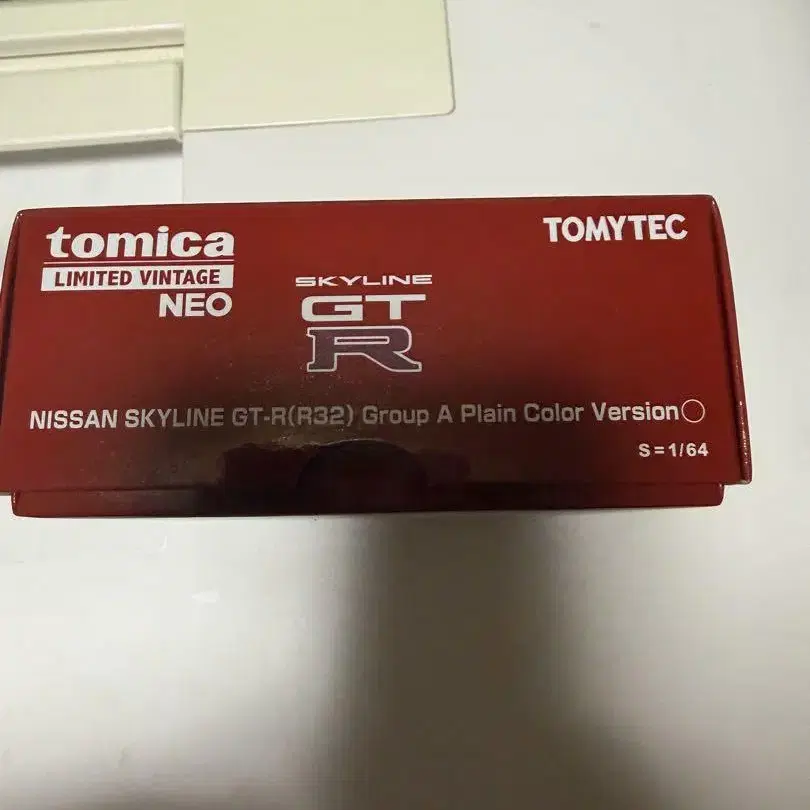 tomica
TOMYTEC
LIMITED VINTAGE
NEO
SKYLINE
GT
R
NISSAN SKYLINE GT-R(R32) Group A Plain Color Version○
S=1/64